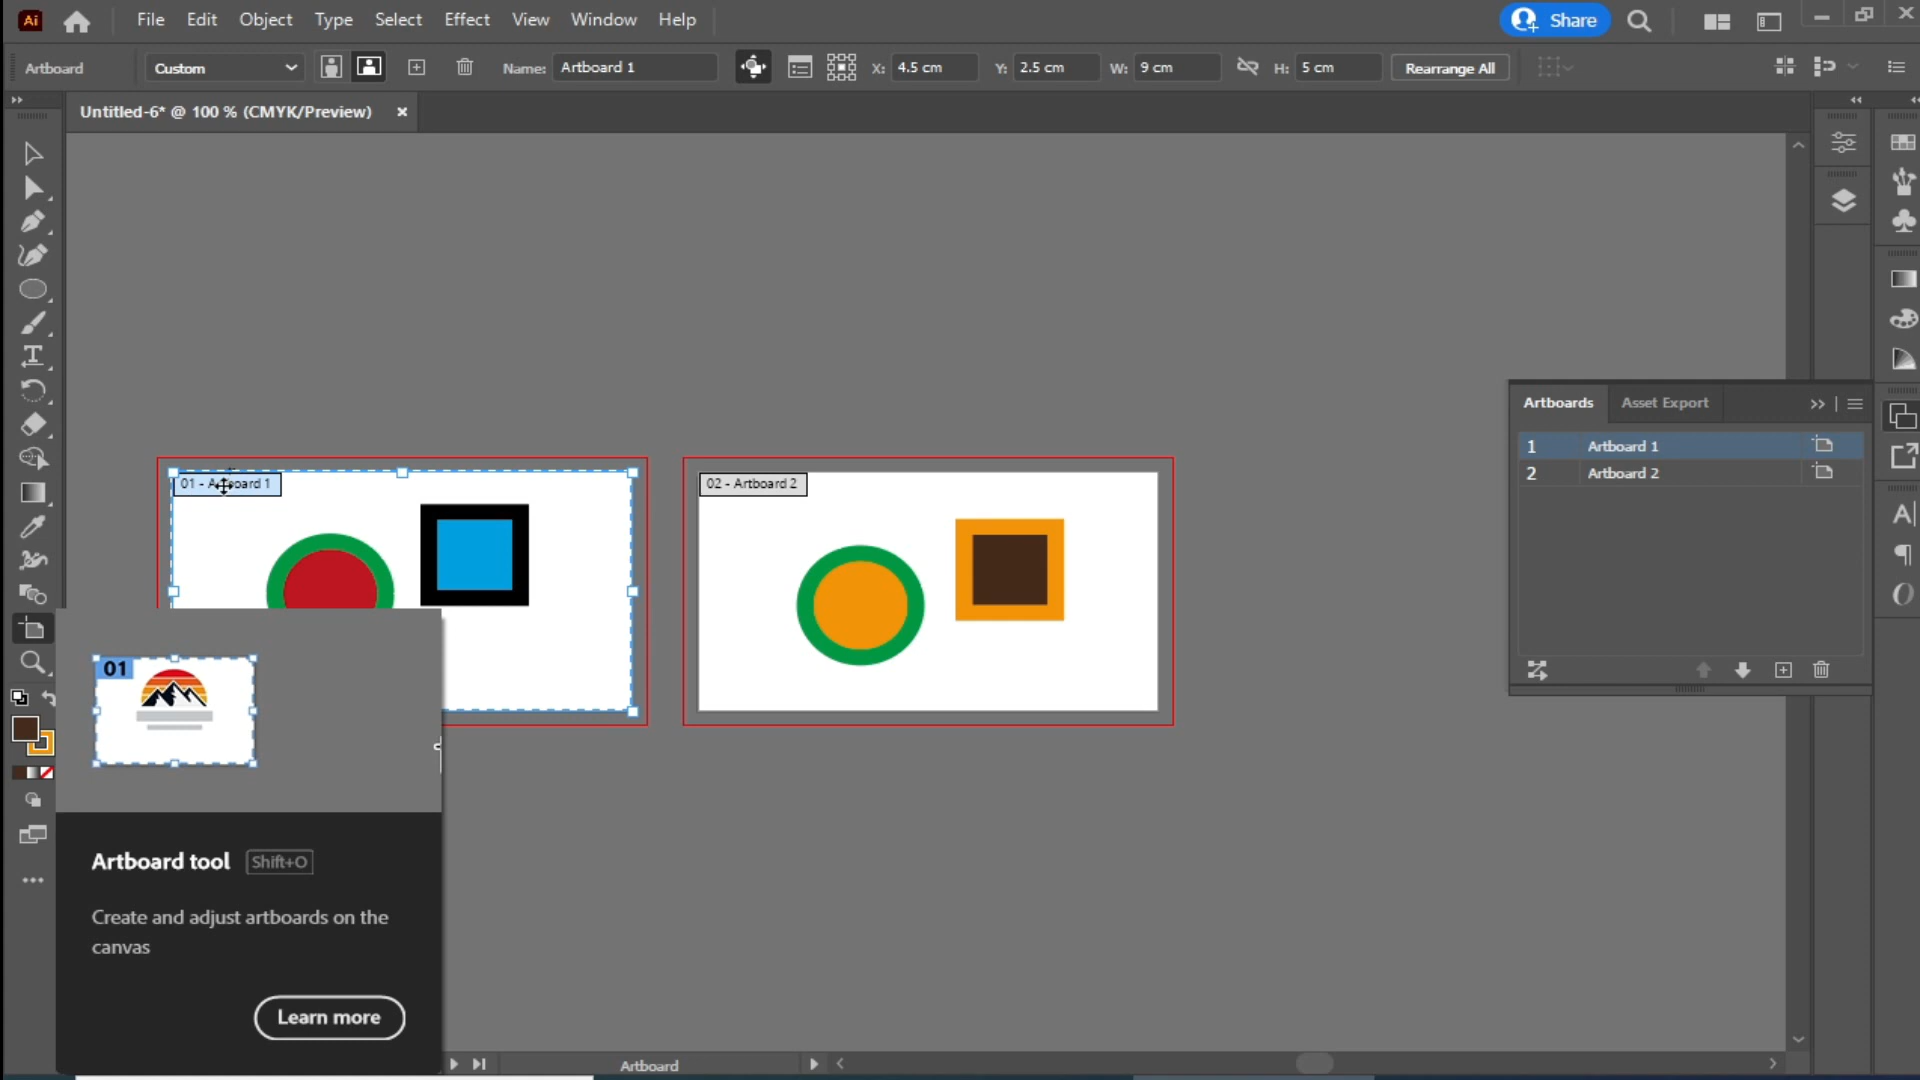 Ai File Edit Object Type Select Effect View Window Help Share
Artboard Custom Name: Artboard 1 X: 4.5 cm Y: 2.5 cm W: 9 cm H: 5 cm Rearrange All
Untitled-6* @ 100 % (CMYK/Preview)
Artboards Asset Export
1 Artboard 1
2 Artboard 2
01 - Artboard 1
02 - Artboard 2
01
Artboard tool Shift+O
Create and adjust artboards on the
canvas
Learn more
Artboard